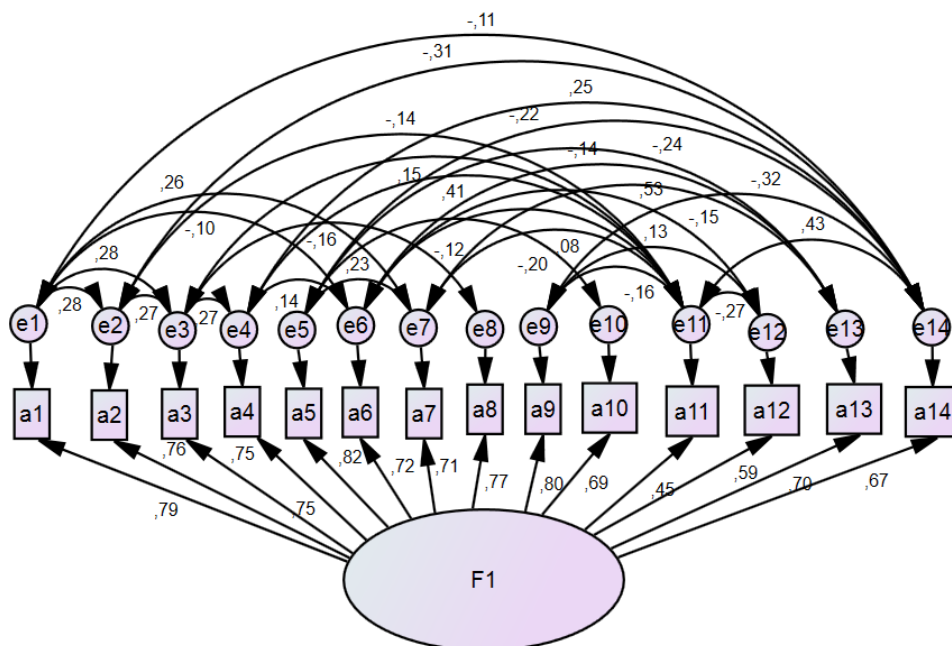 -,11
-,31
,25
-,22
-,14
-,14 -,24
,26 ,15 ,41 ,53 -,32
-,10 -,16 -,12 ,08 ,13 -,15 ,43
,28 ,23 -,20
,28 ,27 ,27 ,14 -,16 -,27
e1 e2 e3 e4 e5 e6 e7 e8 e9 e10 e11 e12 e13 e14
a1 a2 a3 a4 a5 a6 a7 a8 a9 a10 a11 a12 a13 a14
,76 ,75 ,82 ,72 ,71 ,77 ,80 ,69 ,45 ,59 ,70 ,67
,79 ,75
F1